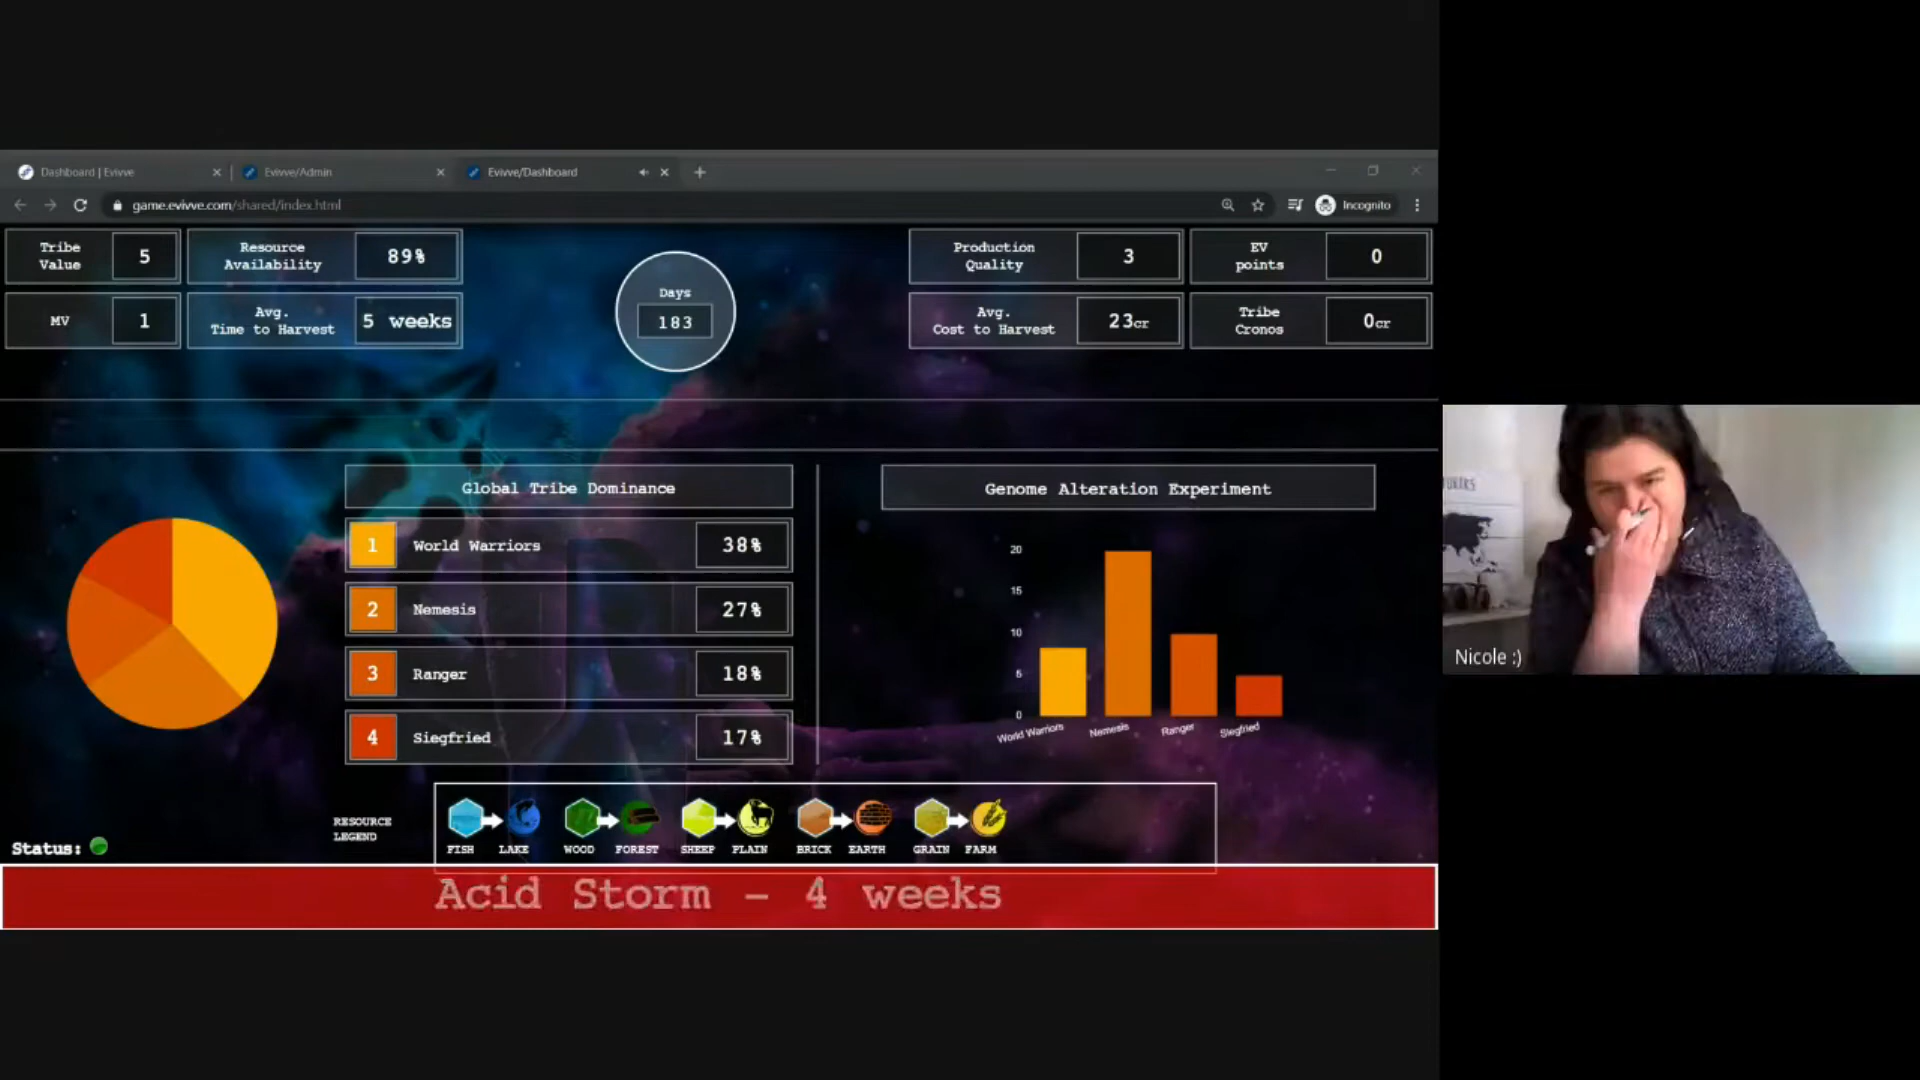 Dashboard | Evivve
Evivve/Admin
Evivve/Dashboard
game.evivve.com/shared/index.html
Incognito
Tribe
Value
5
Resource
Availability
89%
MV
1
Avg.
Time to Harvest
5 weeks
Days
183
Production
Quality
3
EV
points
0
Avg.
Cost to Harvest
23cr
Tribe
Cronos
0cr
Global Tribe Dominance
1 World Warriors 38%
2 Nemesis 27%
3 Ranger 18%
4 Siegfried 17%
Genome Alteration Experiment
20
15
10
5
0
World Warriors
Nemesis
Ranger
Siegfried
RESOURCE
LEGEND
FISH LAKE WOOD FOREST SHEEP PLAIN BRICK EARTH GRAIN FARM
Status:
Acid Storm - 4 weeks
Nicole :)